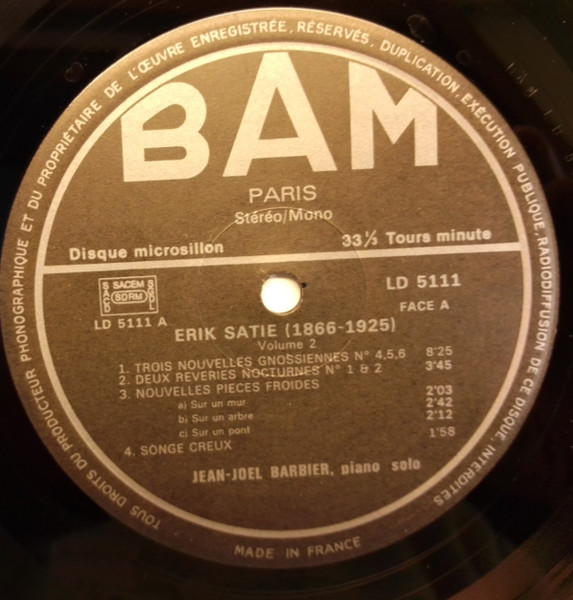 TOUS DROITS DU PRODUCTEUR PHONOGRAPHIQUE ET DU PROPRIÉTAIRE DE L'ŒUVRE ENREGISTRÉE, RÉSERVÉS, DUPLICATION, EXÉCUTION PUBLIQUE, RADIODIFFUSION DE CE DISQUE, INTERDITES
BAM
PARIS
Stéréo/Mono
Disque microsillon 33⅓ Tours minute
SACEM
SDRM
LD 5111 A
LD 5111
FACE A
ERIK SATIE (1866-1925)
Volume 2
1. TROIS NOUVELLES GNOSSIENNES N° 4,5,6 8'25
2. DEUX REVERIES NOCTURNES N° 1 & 2 3'45
3. NOUVELLES PIECES FROIDES
a) Sur un mur 2'03
b) Sur un arbre 2'42
c) Sur un pont 2'12
4. SONGE CREUX 1'58
JEAN-JOEL BARBIER, piano solo
MADE IN FRANCE